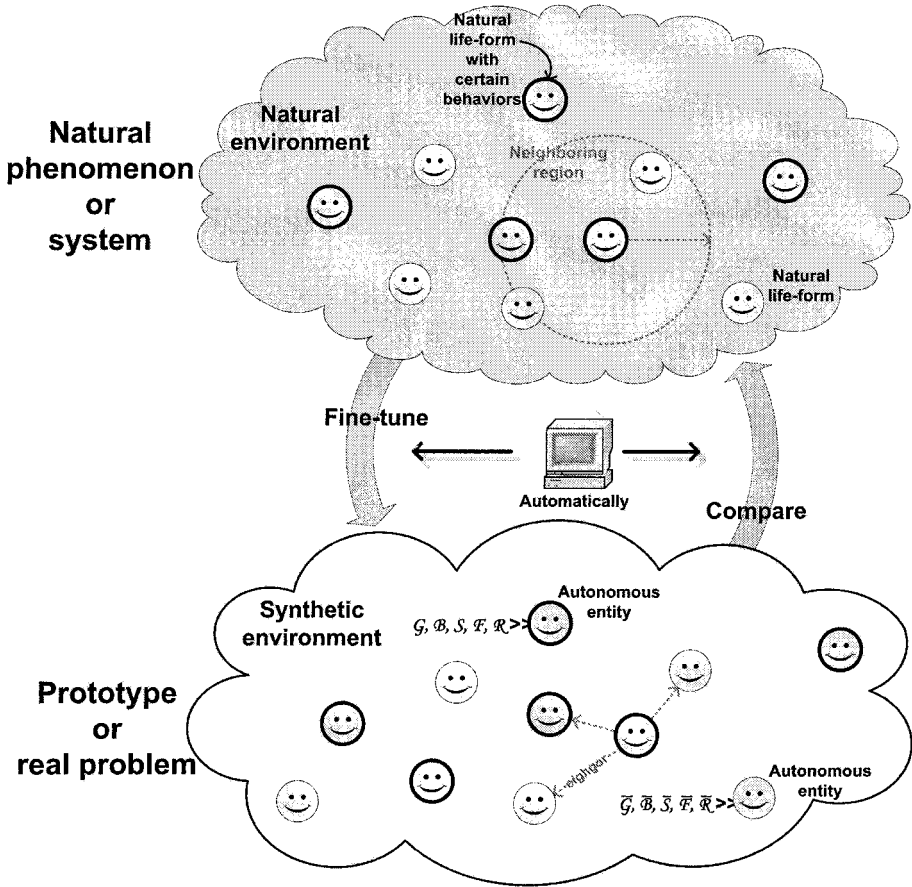 Natural
life-form
with
certain
behaviors
Natural
environment
Neighboring
region
Natural
phenomenon
or
system
Natural
life-form
Fine-tune
Automatically
Compare
Synthetic
environment
Autonomous
entity
𝒢, ℬ, 𝒮, ℱ, ℛ >>
Prototype
or
real problem
neighbor
Autonomous
entity
𝒢̄, ℬ̄, 𝒮̄, ℱ̄, ℛ̄ >>